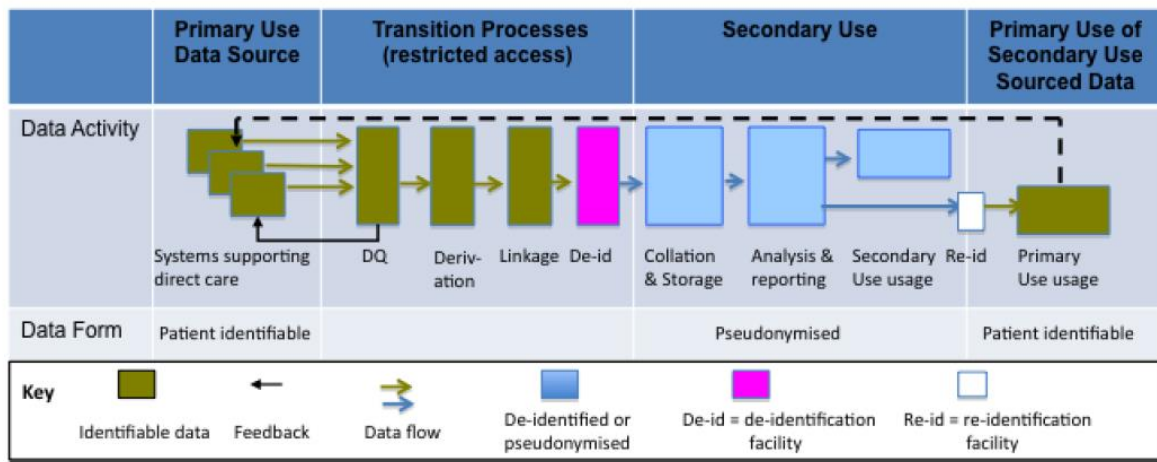 Primary Use
Data Source
Transition Processes
(restricted access)
Secondary Use
Primary Use of
Secondary Use
Sourced Data
Data Activity
Systems supporting
direct care
DQ
Deriv-
ation
Linkage
De-id
Collation
& Storage
Analysis &
reporting
Secondary
Use usage
Re-id
Primary
Use usage
Data Form
Patient identifiable
Pseudonymised
Patient identifiable
Key
Identifiable data
Feedback
Data flow
De-identified or
pseudonymised
De-id = de-identification
facility
Re-id = re-identification
facility